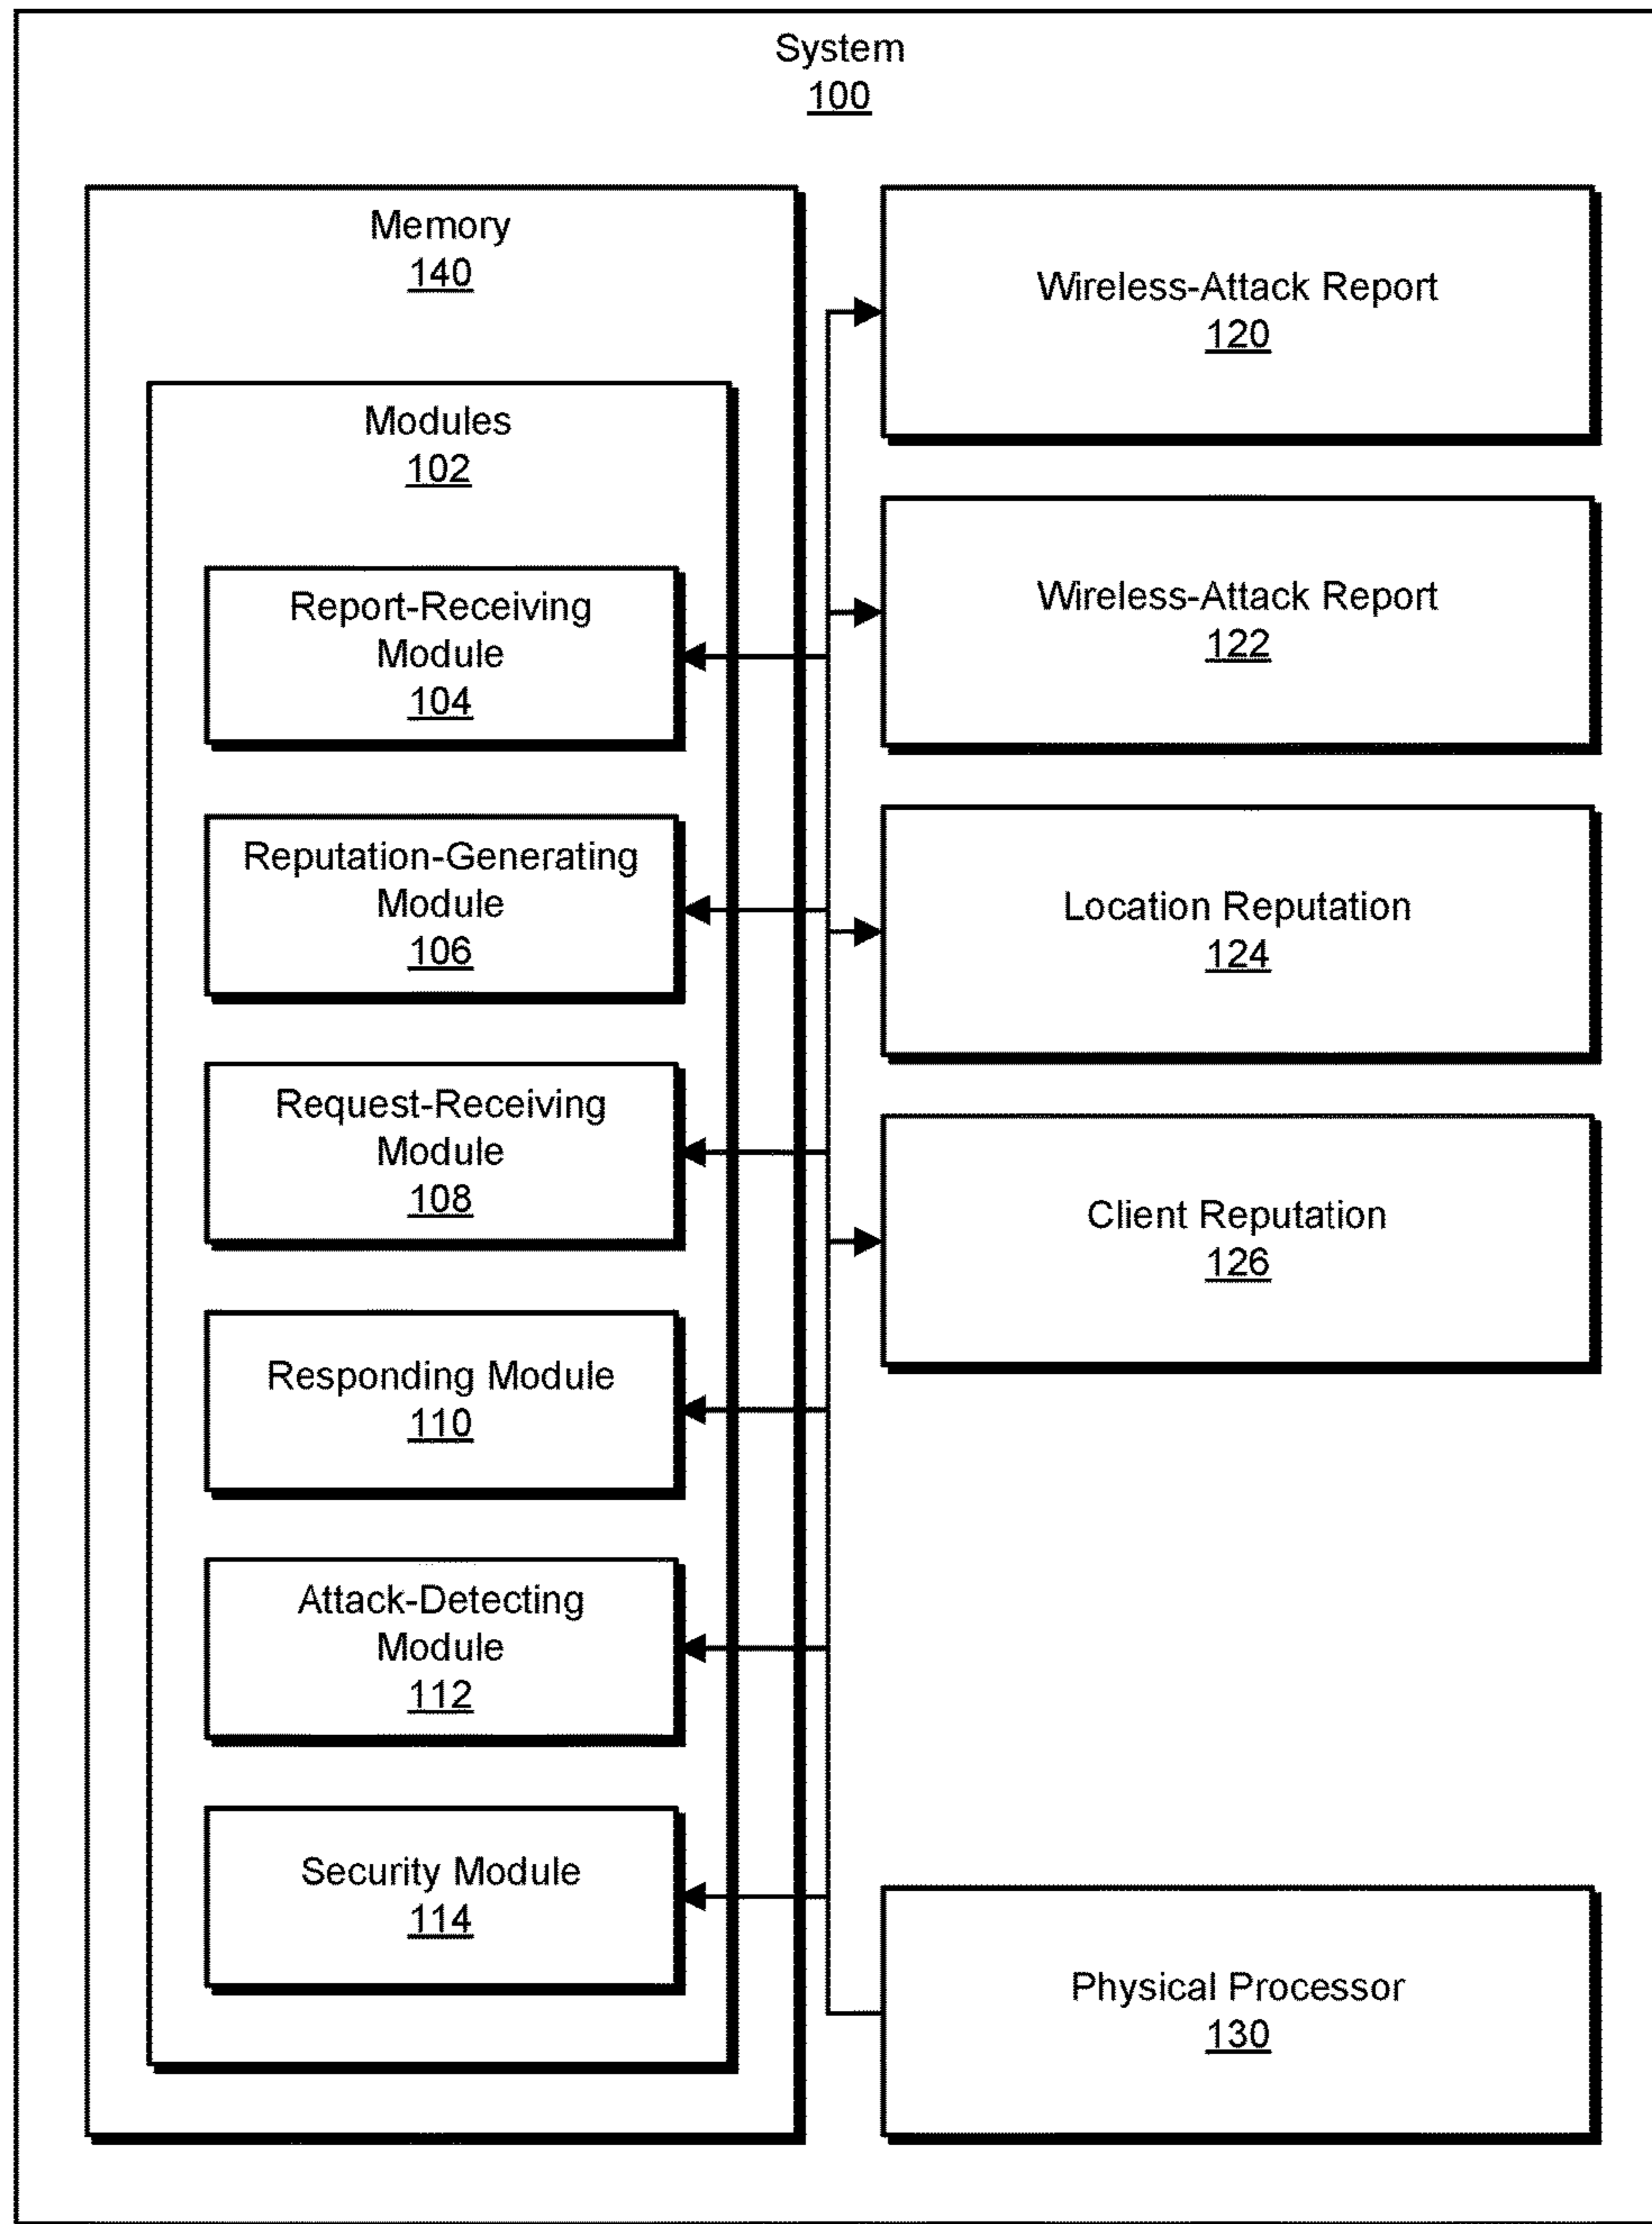 System
100
Memory
140
Modules
102
Report-Receiving
Module
104
Reputation-Generating
Module
106
Request-Receiving
Module
108
Responding Module
110
Attack-Detecting
Module
112
Security Module
114
Wireless-Attack Report
120
Wireless-Attack Report
122
Location Reputation
124
Client Reputation
126
Physical Processor
130